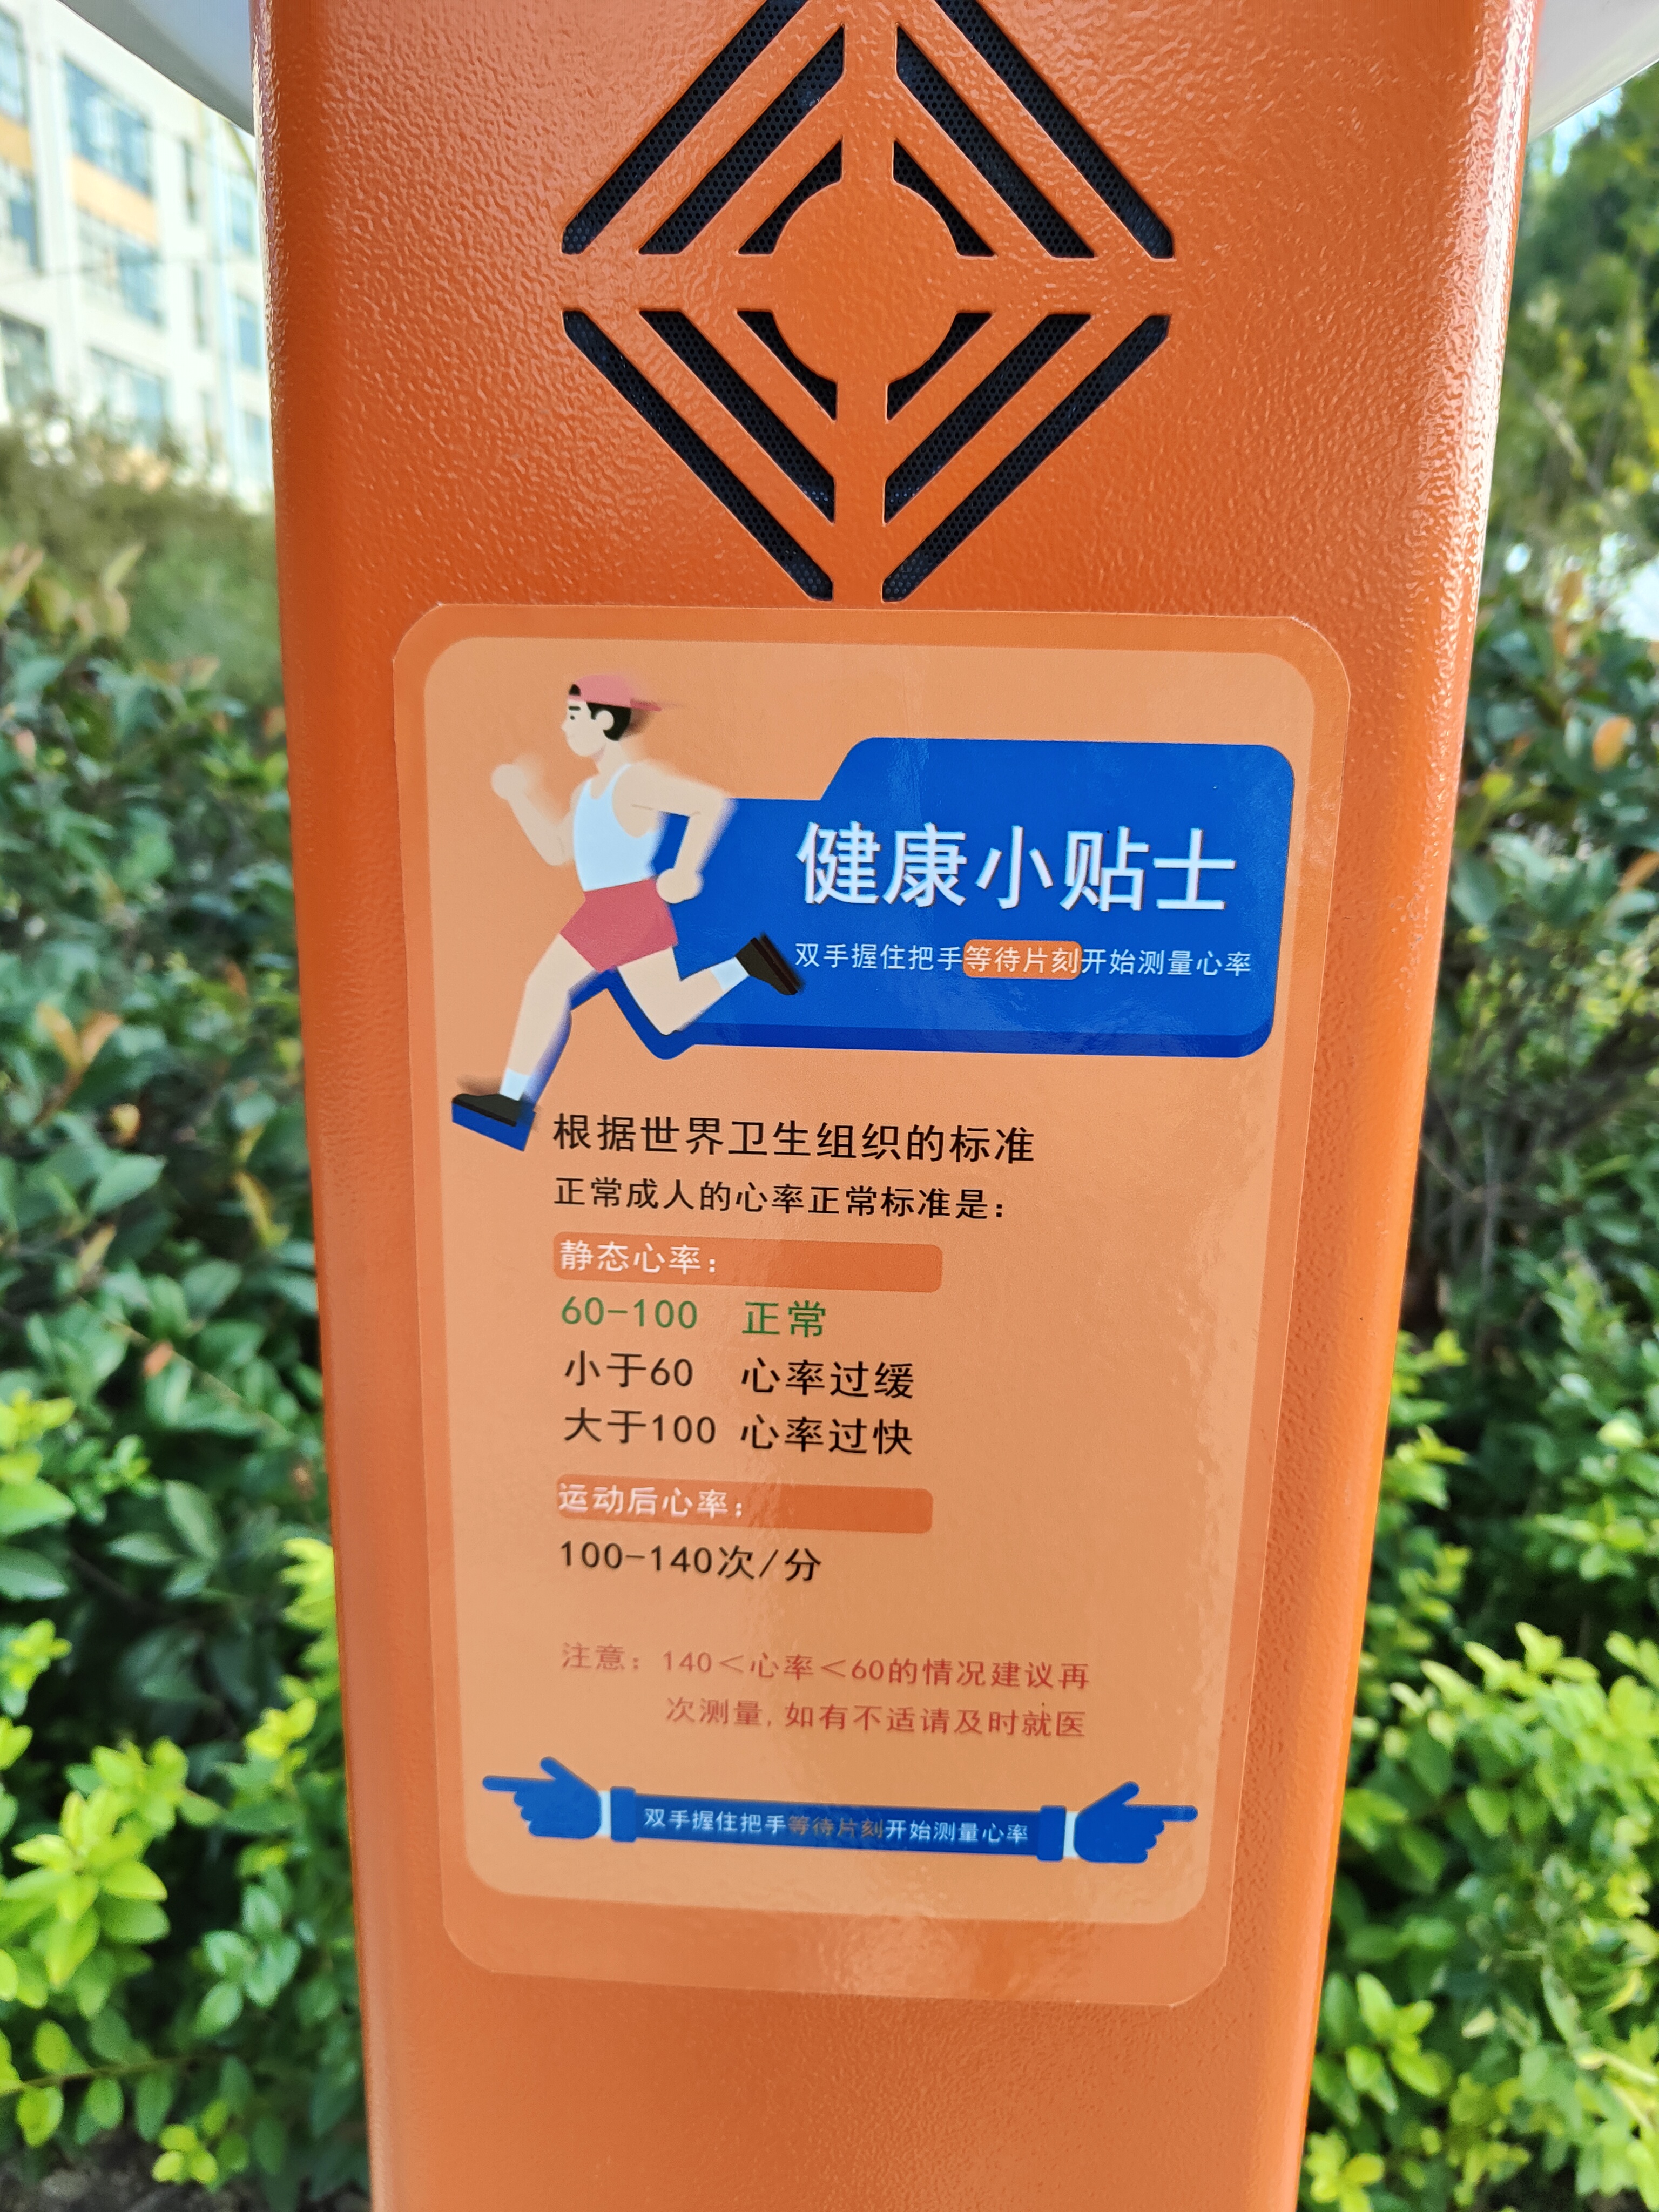 健康小贴士
双手握住把手等待片刻开始测量心率
根据世界卫生组织的标准
正常成人的心率正常标准是：
静态心率：
60-100 正常
小于60 心率过缓
大于100 心率过快
运动后心率：
100-140次/分
注意：140＜心率＜60的情况建议再
次测量，如有不适请及时就医
双手握住把手等待片刻开始测量心率